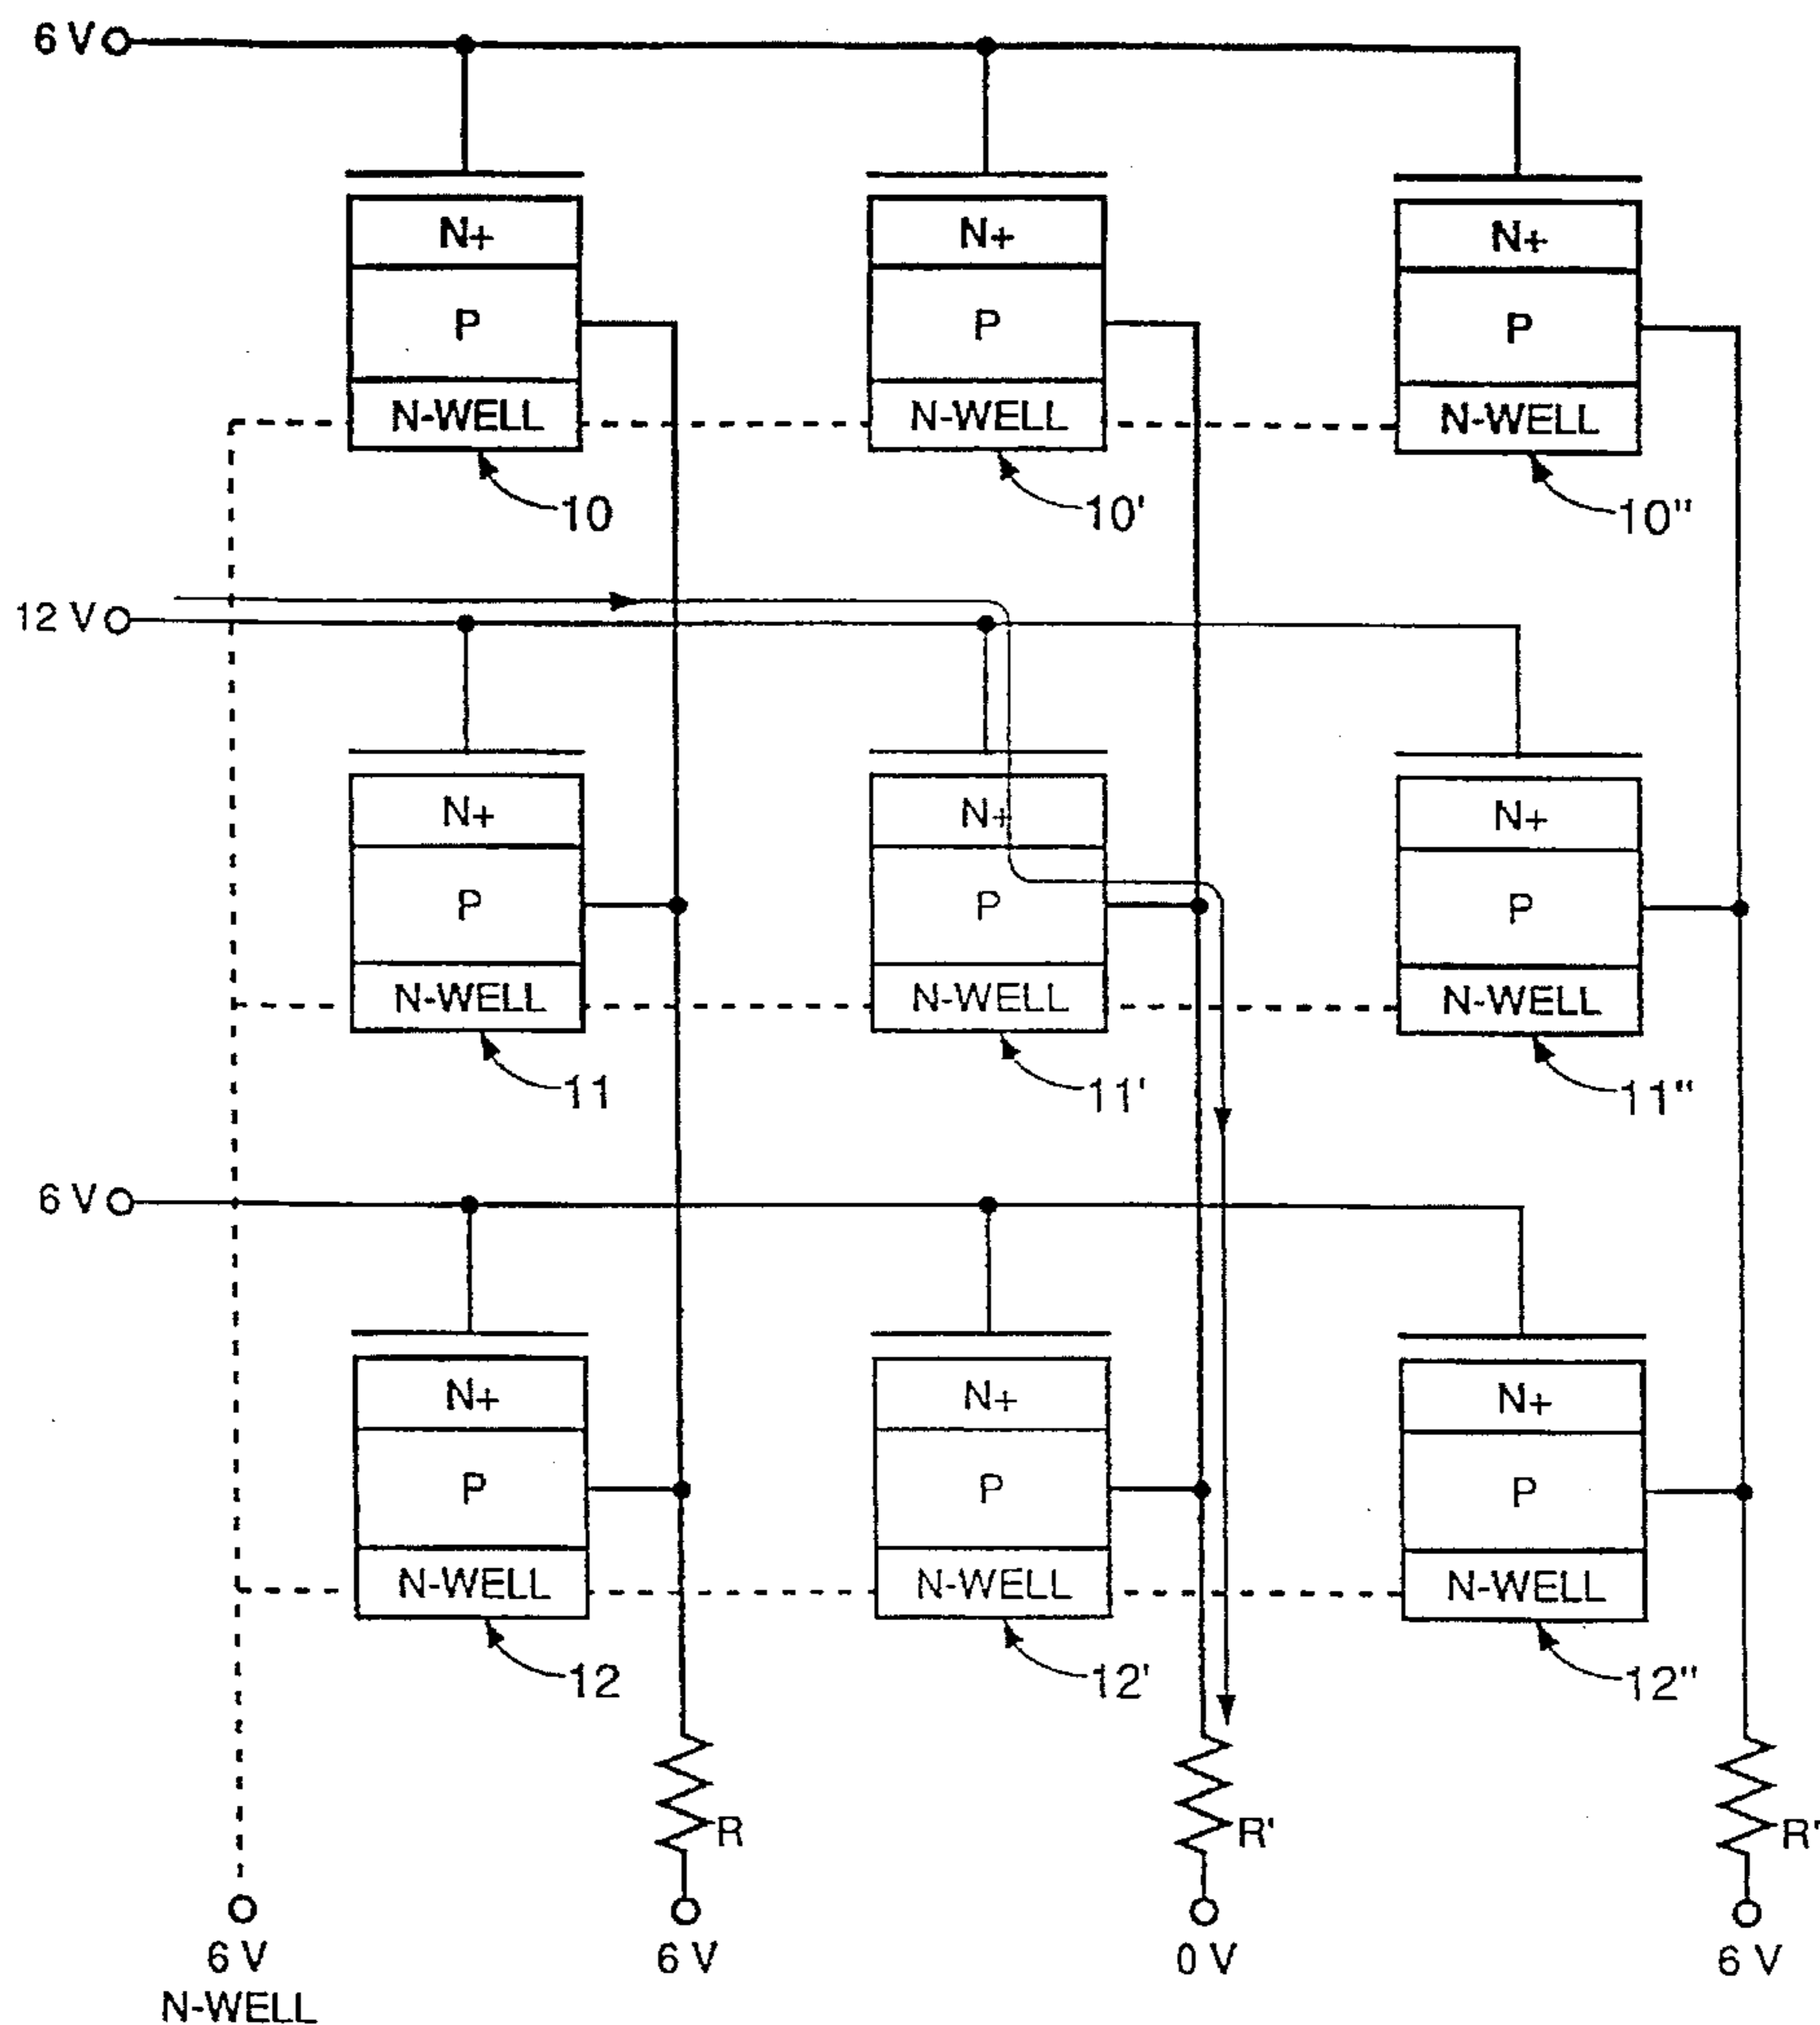 6 V
N+ N+ N+
P P P
N-WELL N-WELL N-WELL
10 10' 10"
12 V
N+ N+ N+
P P P
N-WELL N-WELL N-WELL
11 11' 11"
6 V
N+ N+ N+
P P P
N-WELL N-WELL N-WELL
12 12' 12"
R R' R"
6 V 6 V 0 V 6 V
N-WELL